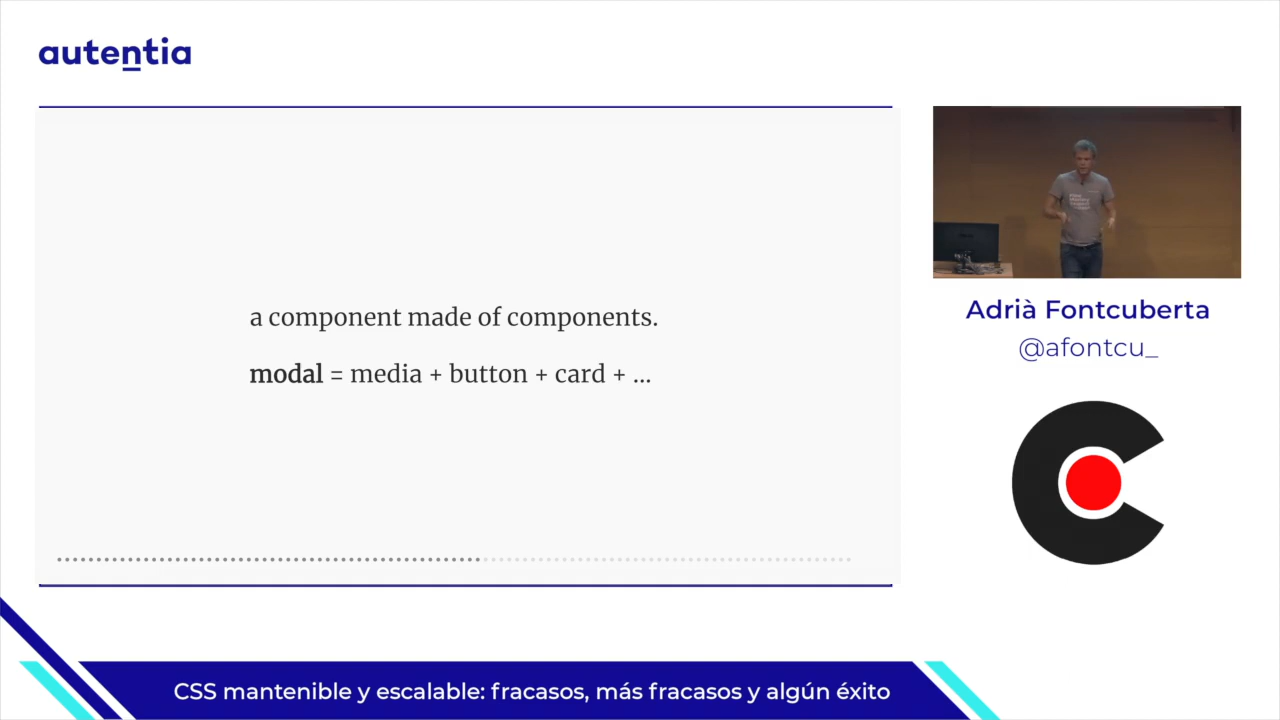 autentia
a component made of components.
modal = media + button + card + ...
Adrià Fontcuberta
@afontcu_
CSS mantenible y escalable: fracasos, más fracasos y algún éxito